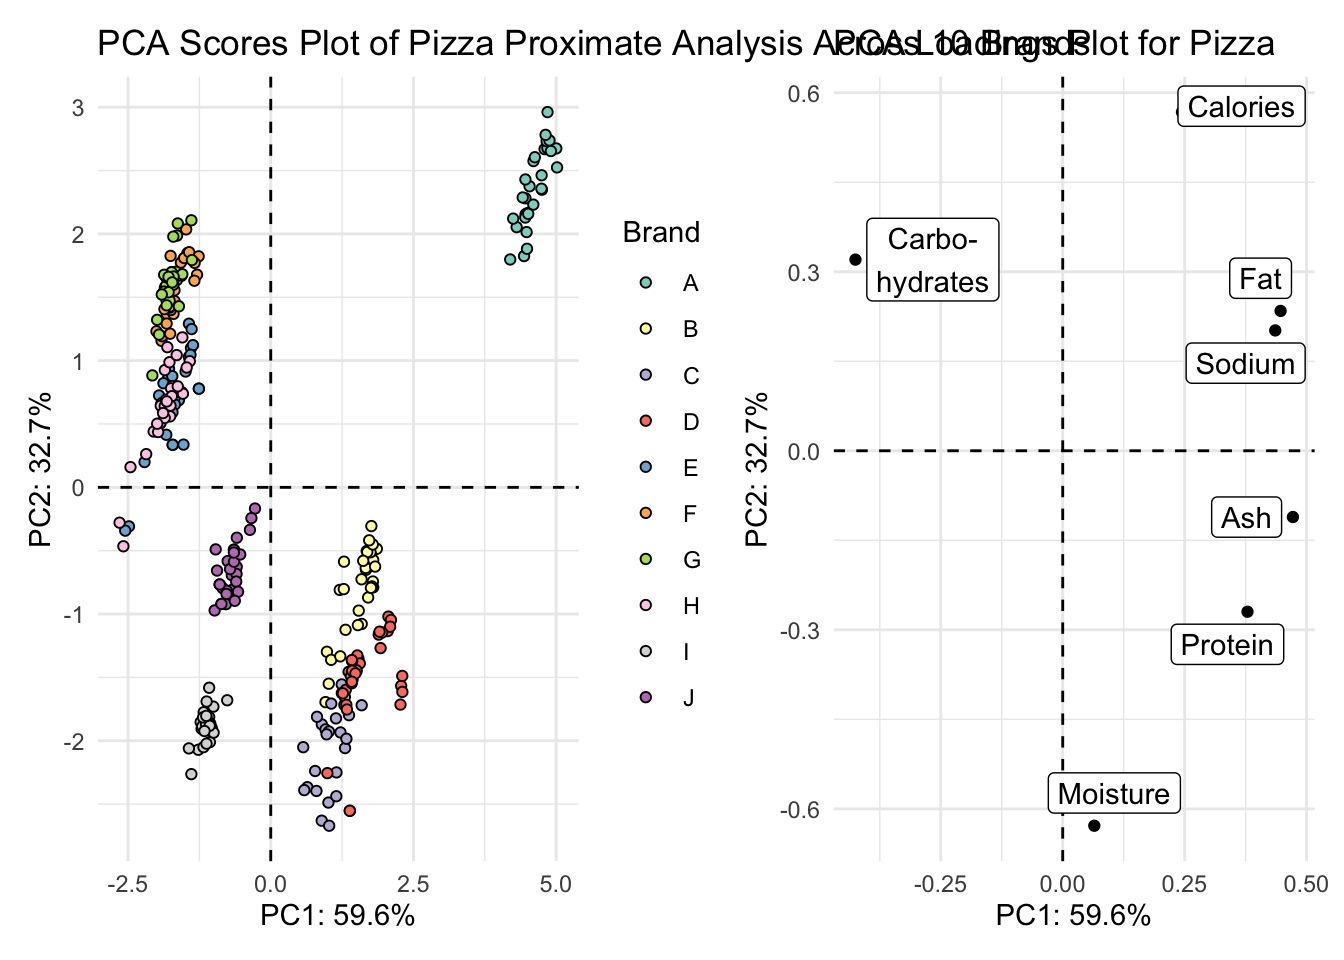 PCA Scores Plot of Pizza Proximate Analysis Across 10 Brands
PCA Loadings Plot for Pizza
3
2
1
0
-1
-2
PC2: 32.7%
-2.5
0.0
2.5
5.0
PC1: 59.6%
Brand
A
B
C
D
E
F
G
H
I
J
0.6
0.3
0.0
-0.3
-0.6
PC2: 32.7%
Calories
Carbo-
hydrates
Fat
Sodium
Ash
Protein
Moisture
-0.25
0.00
0.25
0.50
PC1: 59.6%